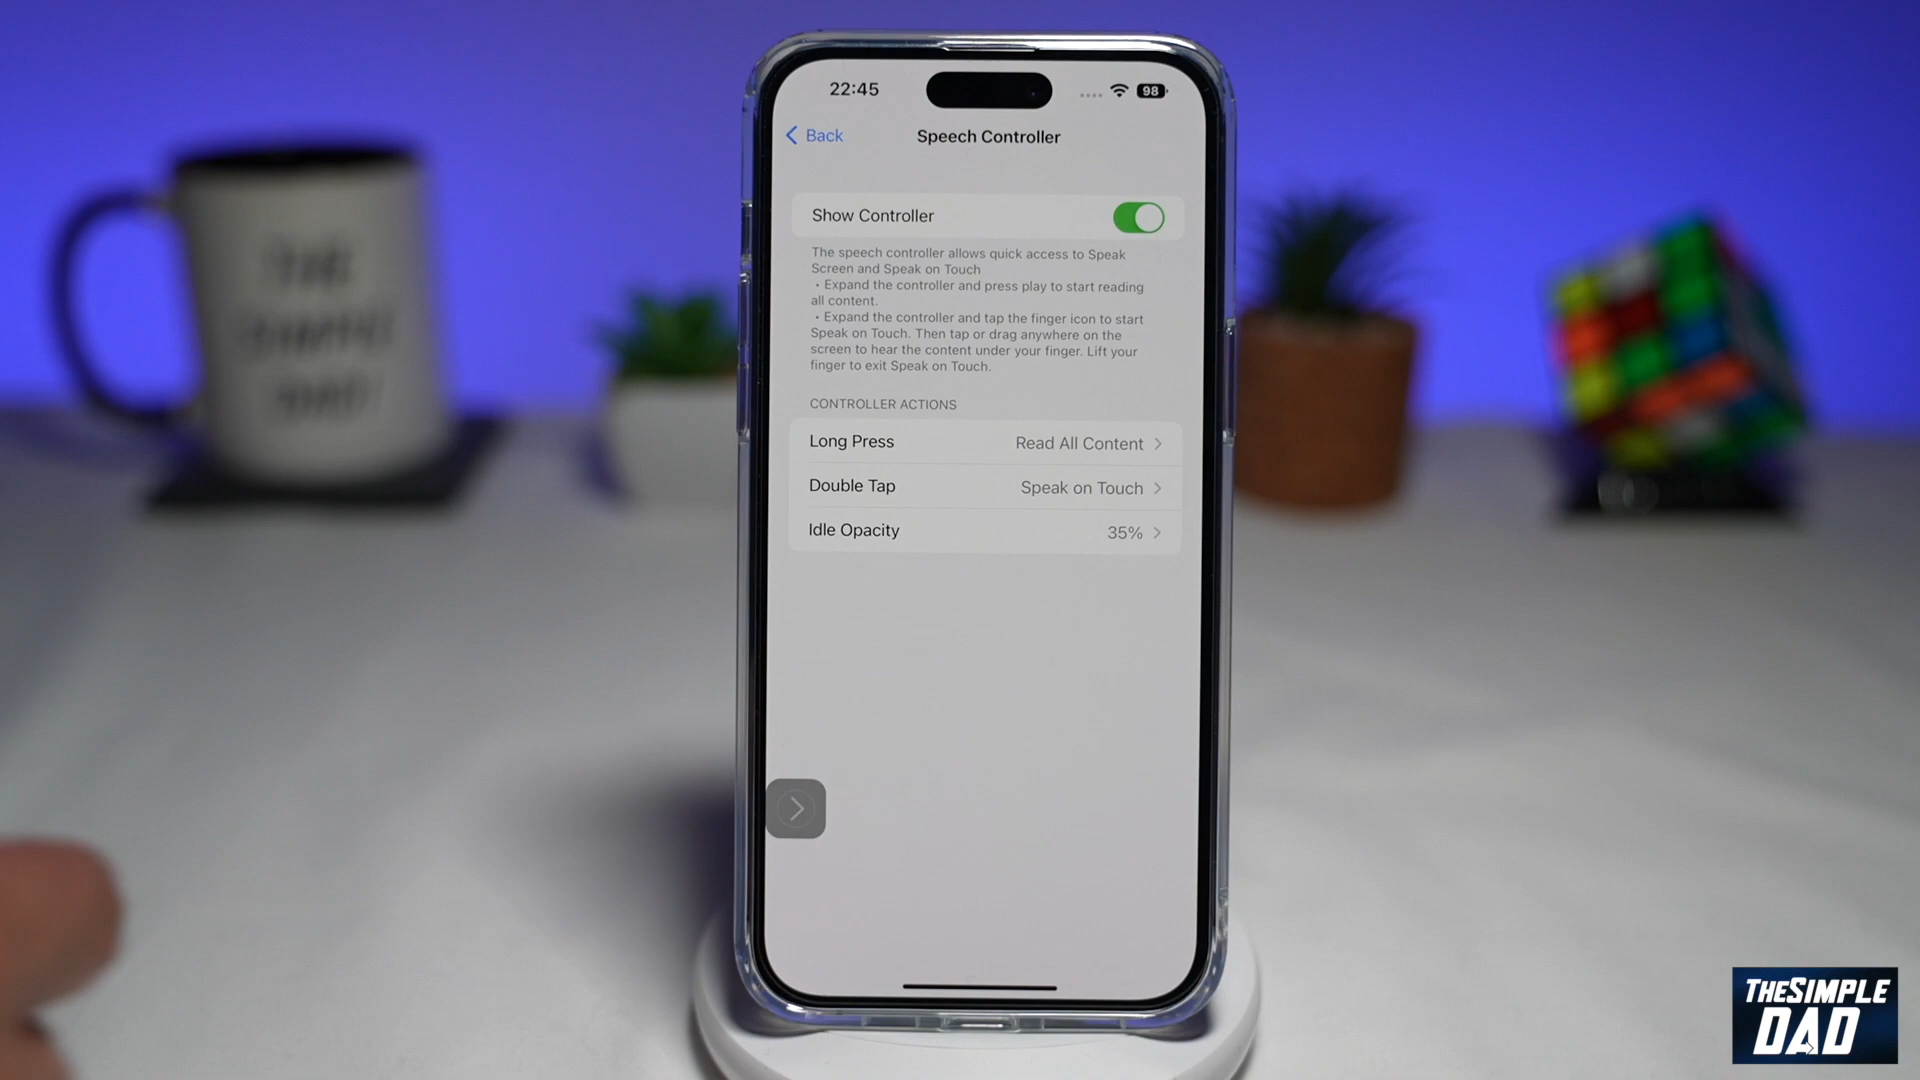 22:45
98
Back
Speech Controller
Show Controller
The speech controller allows quick access to Speak
Screen and Speak on Touch
• Expand the controller and press play to start reading
all content.
• Expand the controller and tap the finger icon to start
Speak on Touch. Then tap or drag anywhere on the
screen to hear the content under your finger. Lift your
finger to exit Speak on Touch.
CONTROLLER ACTIONS
Long Press Read All Content
Double Tap Speak on Touch
Idle Opacity 35%
THE
SIMPLE
DAD
THESIMPLE
DAD